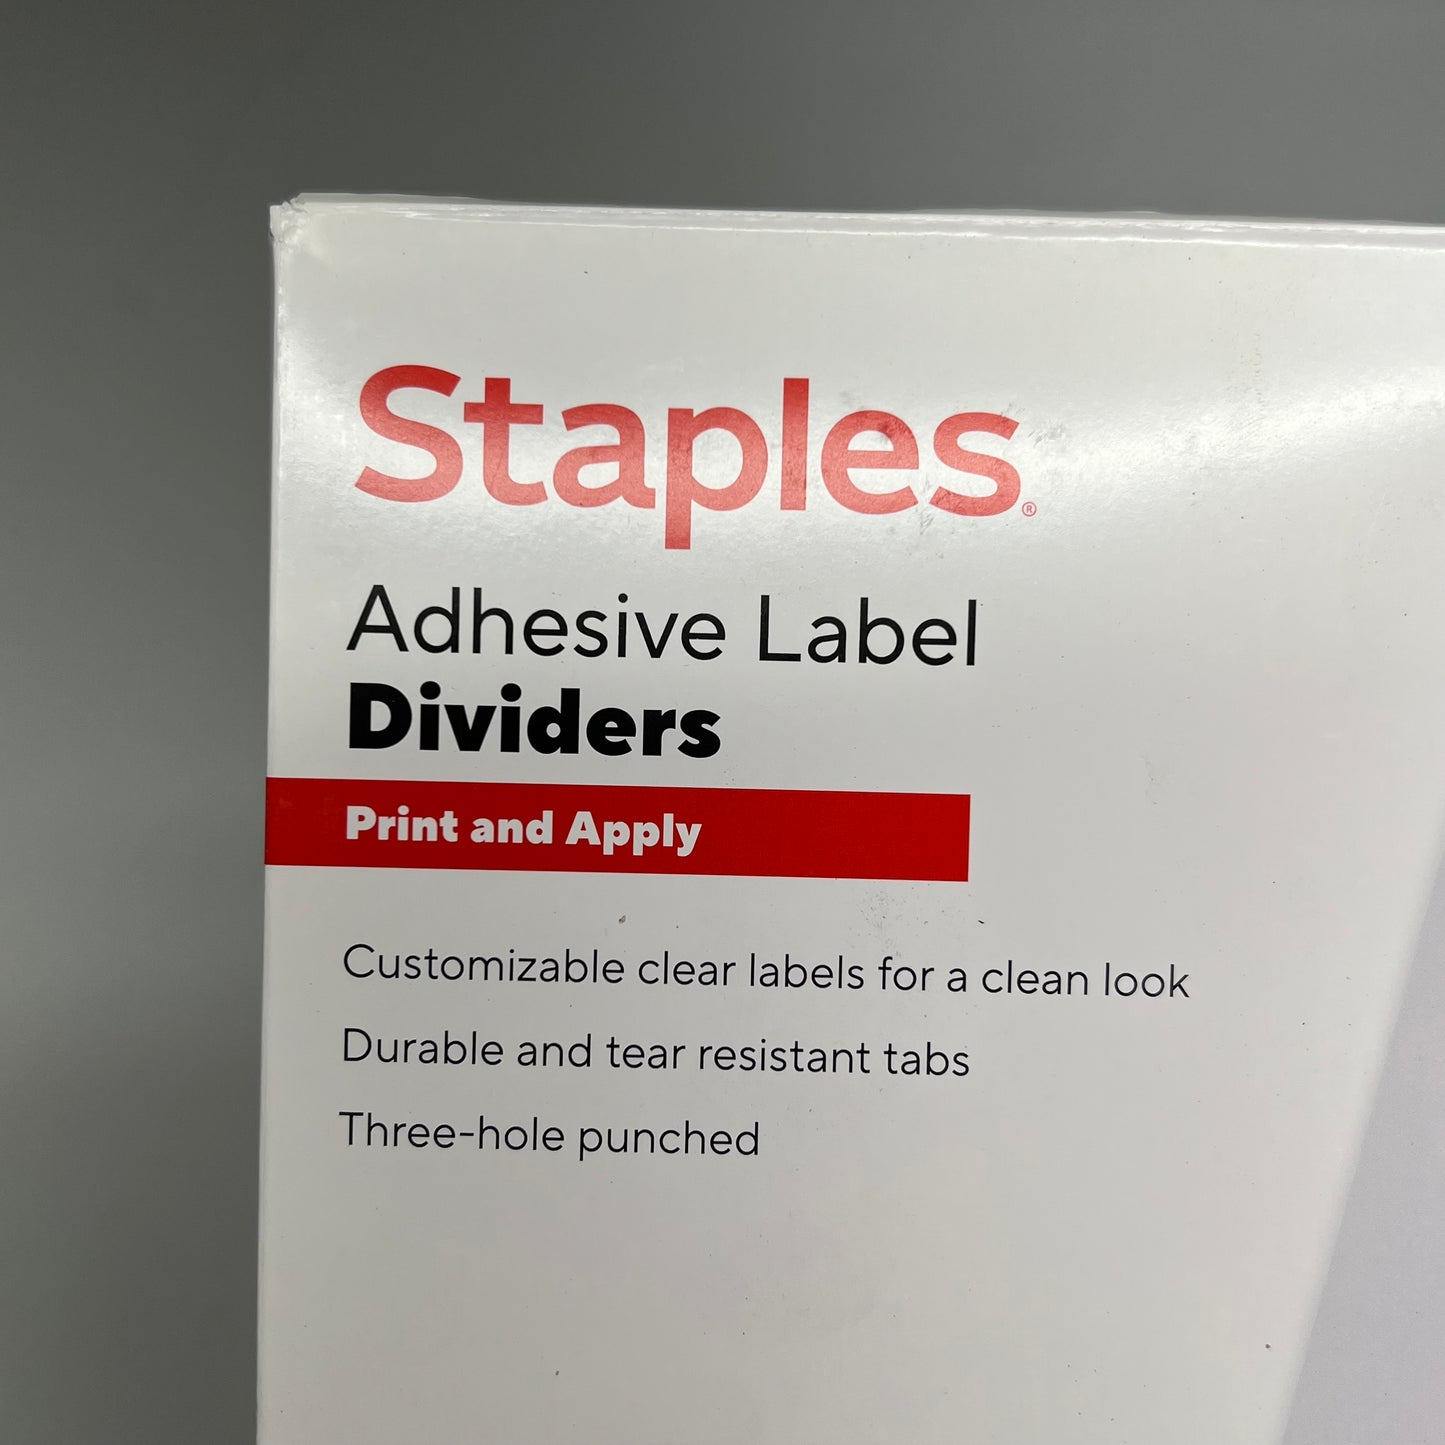 Staples®
Adhesive Label
Dividers
Print and Apply
Customizable clear labels for a clean look
Durable and tear resistant tabs
Three-hole punched